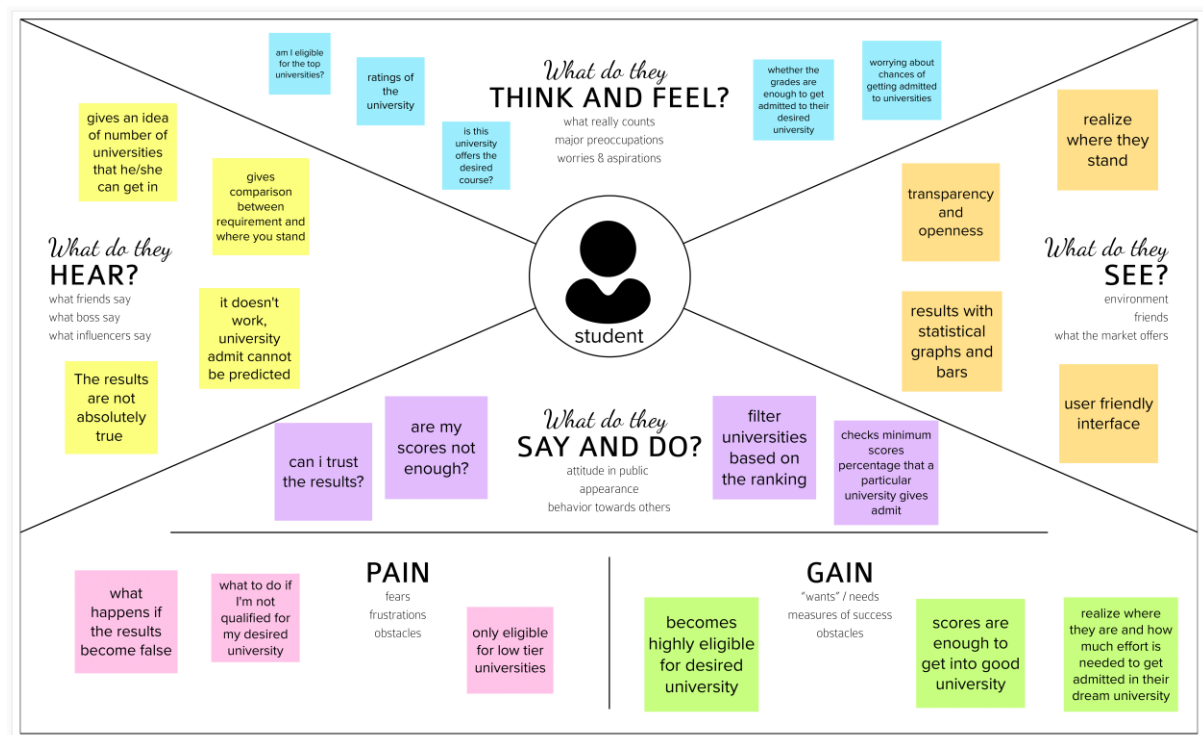 am I eligible
for the top
universities?
ratings of
the
university
is this
university
offers the
desired
course?
What do they
THINK AND FEEL?
what really counts
major preoccupations
worries & aspirations
whether the
grades are
enough to get
admitted to their
desired
university
worrying about
chances of
getting admitted
to universities
gives an idea
of number of
universities
that he/she
can get in
gives
comparison
between
requirement and
where you stand
What do they
HEAR?
what friends say
what boss say
what influencers say
it doesn't
work,
university
admit cannot
be predicted
The results
are not
absolutely
true
student
realize
where they
stand
transparency
and
openness
What do they
SEE?
environment
friends
what the market offers
results with
statistical
graphs and
bars
user friendly
interface
can i trust
the results?
are my
scores not
enough?
What do they
SAY AND DO?
attitude in public
appearance
behavior towards others
filter
universities
based on
the ranking
checks minimum
scores
percentage that a
particular
university gives
admit
PAIN
fears
frustrations
obstacles
what
happens if
the results
become false
what to do if
I'm not
qualified for
my desired
university
only eligible
for low tier
universities
GAIN
"wants" / needs
measures of success
obstacles
becomes
highly eligible
for desired
university
scores are
enough to
get into good
university
realize where
they are and how
much effort is
needed to get
admitted in their
dream university